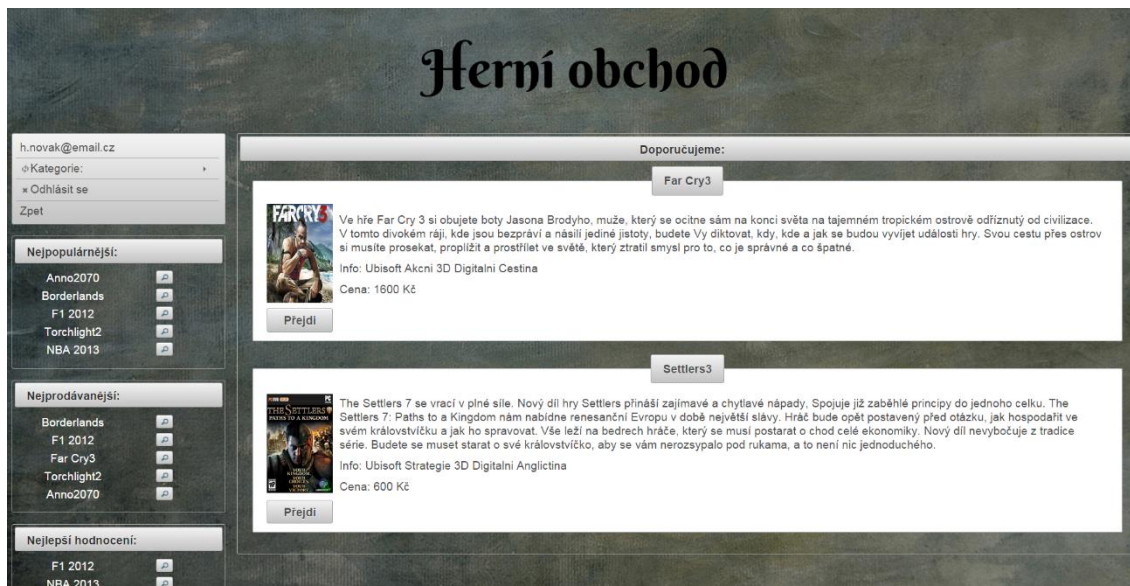 Herní obchod
h.novak@email.cz
Kategorie:
Odhlásit se
Zpet
Nejpopulárnější:
Anno2070
Borderlands
F1 2012
Torchlight2
NBA 2013
Nejprodávanější:
Borderlands
F1 2012
Far Cry3
Torchlight2
Anno2070
Nejlepší hodnocení:
F1 2012
NBA 2013
Doporučujeme:
Far Cry3
FARCRY3
Ve hře Far Cry 3 si obujete boty Jasona Brodyho, muže, který se ocitne sám na konci světa na tajemném tropickém ostrově odříznutý od civilizace.
V tomto divokém ráji, kde jsou bezpráví a násilí jediné jistoty, budete Vy diktovat, kdy, kde a jak se budou vyvíjet události hry. Svou cestu přes ostrov
si musíte prosekat, proplížit a prostřílet ve světě, který ztratil smysl pro to, co je správné a co špatné.
Info: Ubisoft Akcni 3D Digitalni Cestina
Cena: 1600 Kč
Přejdi
Settlers3
THE SETTLERS
PATHS TO A KINGDOM
The Settlers 7 se vrací v plné síle. Nový díl hry Settlers přináší zajímavé a chytlavé nápady, Spojuje již zaběhlé principy do jednoho celku. The
Settlers 7: Paths to a Kingdom nám nabídne renesanční Evropu v době největší slávy. Hráč bude opět postavený před otázku, jak hospodařit ve
svém královstvíčku a jak ho spravovat. Vše leží na bedrech hráče, který se musí postarat o chod celé ekonomiky. Nový díl nevybočuje z tradice
série. Budete se muset starat o své královstvíčko, aby se vám nerozsypalo pod rukama, a to není nic jednoduchého.
Info: Ubisoft Strategie 3D Digitalni Anglictina
Cena: 600 Kč
Přejdi